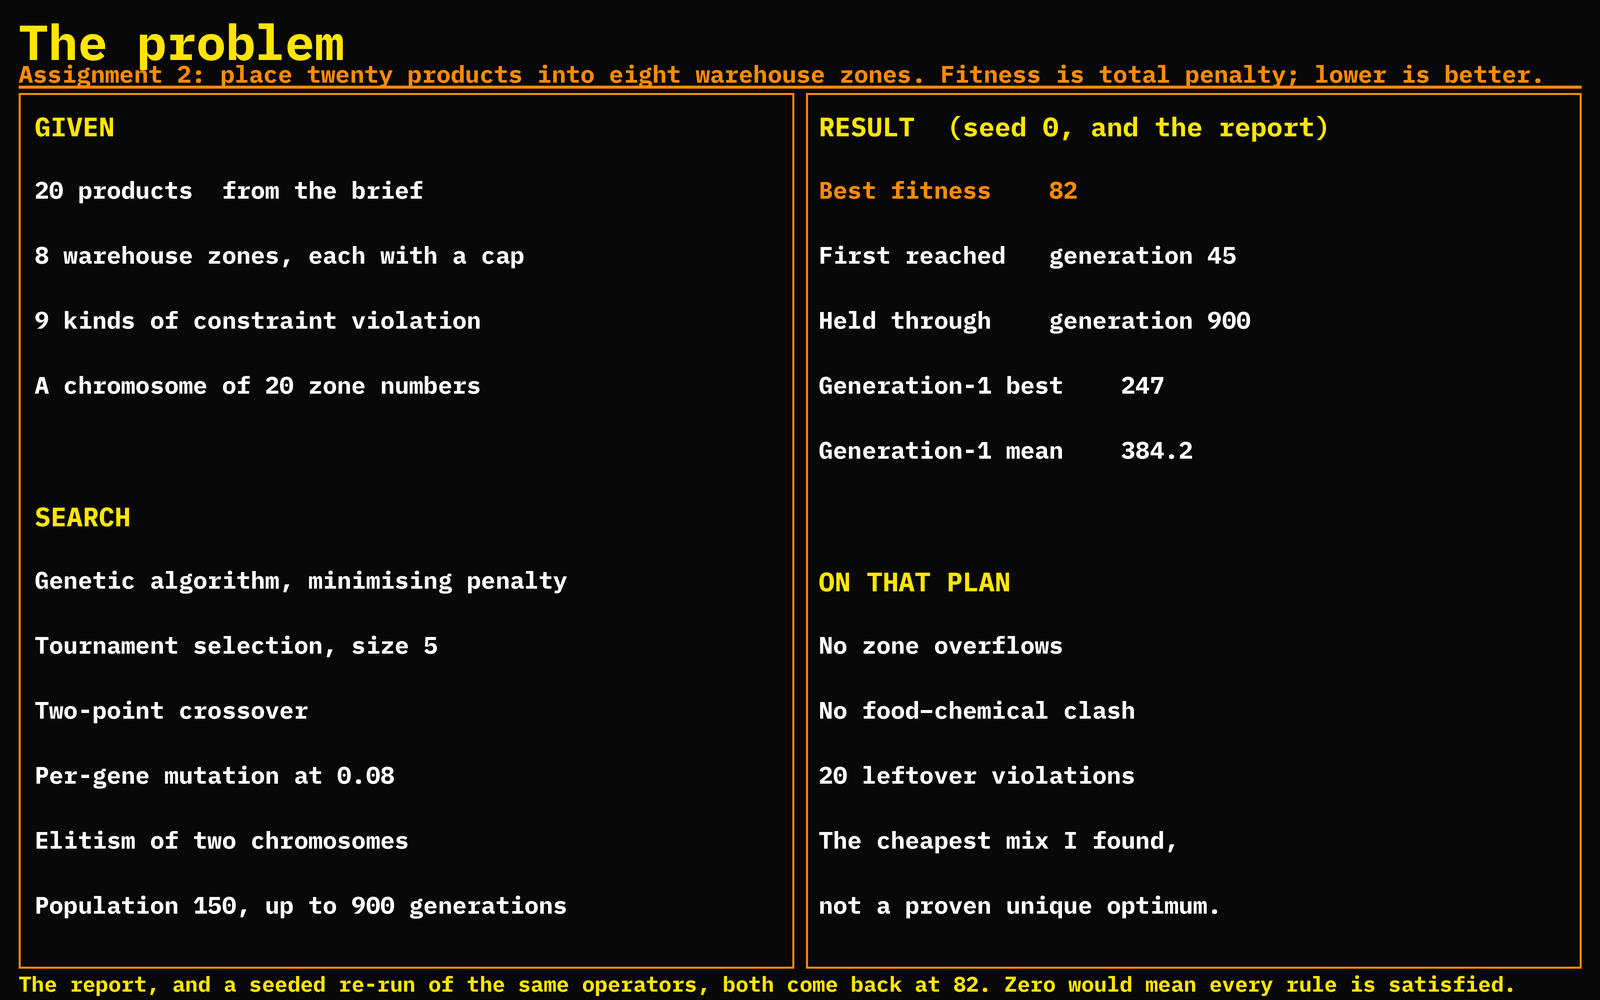 The problem
Assignment 2: place twenty products into eight warehouse zones. Fitness is total penalty; lower is better.
GIVEN
20 products  from the brief
8 warehouse zones, each with a cap
9 kinds of constraint violation
A chromosome of 20 zone numbers
SEARCH
Genetic algorithm, minimising penalty
Tournament selection, size 5
Two-point crossover
Per-gene mutation at 0.08
Elitism of two chromosomes
Population 150, up to 900 generations
RESULT  (seed 0, and the report)
Best fitness    82
First reached   generation 45
Held through    generation 900
Generation-1 best    247
Generation-1 mean    384.2
ON THAT PLAN
No zone overflows
No food–chemical clash
20 leftover violations
The cheapest mix I found,
not a proven unique optimum.
The report, and a seeded re-run of the same operators, both come back at 82. Zero would mean every rule is satisfied.